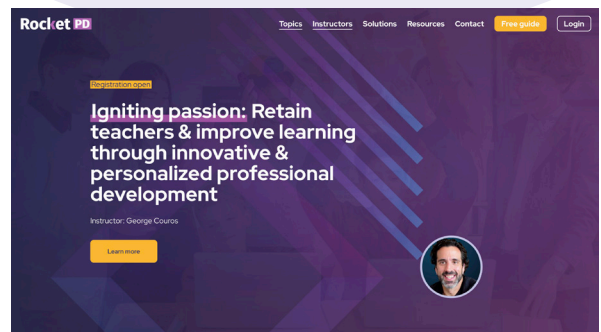 Rocket PD
Topics Instructors Solutions Resources Contact Free guide Login
Registration open
Igniting passion: Retain
teachers & improve learning
through innovative &
personalized professional
development
Instructor: George Couros
Learn more